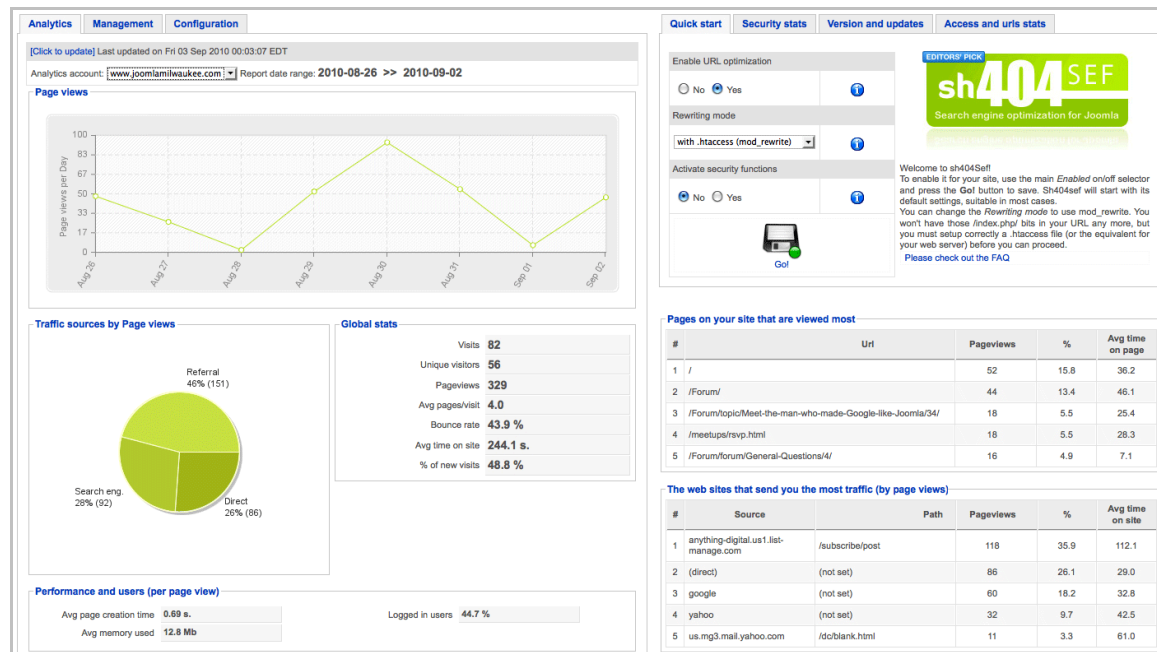 Analytics Management Configuration
[Click to update] Last updated on Fri 03 Sep 2010 00:03:07 EDT
Analytics account: www.joomlamilwaukee.com Report date range: 2010-08-26 >> 2010-09-02
Page views
Page views per Day
100
83
67
50
33
17
0
Aug 26 Aug 27 Aug 28 Aug 29 Aug 30 Aug 31 Sep 01 Sep 02
Traffic sources by Page views
Referral
46% (151)
Search eng.
28% (92)
Direct
26% (86)
Global stats
Visits 82
Unique visitors 56
Pageviews 329
Avg pages/visit 4.0
Bounce rate 43.9 %
Avg time on site 244.1 s.
% of new visits 48.8 %
Performance and users (per page view)
Avg page creation time 0.69 s. Logged in users 44.7 %
Avg memory used 12.8 Mb
Quick start Security stats Version and updates Access and urls stats
Enable URL optimization
No Yes
Rewriting mode
with .htaccess (mod_rewrite)
Activate security functions
No Yes
Go!
EDITORS' PICK
sh404SEF
Search engine optimization for Joomla
Welcome to sh404Sef!
To enable it for your site, use the main Enabled on/off selector
and press the Go! button to save. Sh404sef will start with its
default settings, suitable in most cases.
You can change the Rewriting mode to use mod_rewrite. You
won't have those /index.php/ bits in your URL any more, but
you must setup correctly a .htaccess file (or the equivalent for
your web server) before you can proceed.
Please check out the FAQ
Pages on your site that are viewed most
# Url Pageviews % Avg time on page
1 / 52 15.8 36.2
2 /Forum/ 44 13.4 46.1
3 /Forum/topic/Meet-the-man-who-made-Google-like-Joomla/34/ 18 5.5 25.4
4 /meetups/rsvp.html 18 5.5 28.3
5 /Forum/forum/General-Questions/4/ 16 4.9 7.1
The web sites that send you the most traffic (by page views)
# Source Path Pageviews % Avg time on site
1 anything-digital.us1.list-manage.com /subscribe/post 118 35.9 112.1
2 (direct) (not set) 86 26.1 29.0
3 google (not set) 60 18.2 32.8
4 yahoo (not set) 32 9.7 42.5
5 us.mg3.mail.yahoo.com /dc/blank.html 11 3.3 61.0